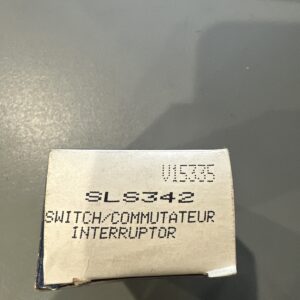 V15335
SLS342
SWITCH/COMMUTATEUR
INTERRUPTOR